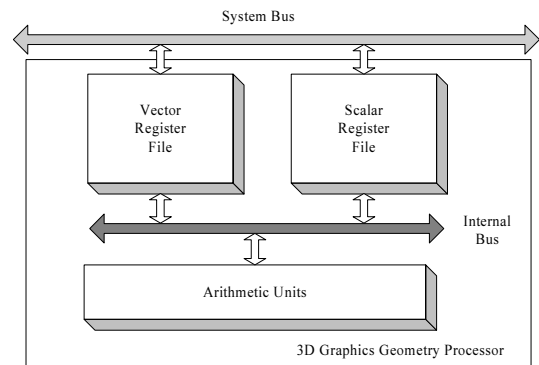 System Bus
Vector
Register
File
Scalar
Register
File
Internal
Bus
Arithmetic Units
3D Graphics Geometry Processor